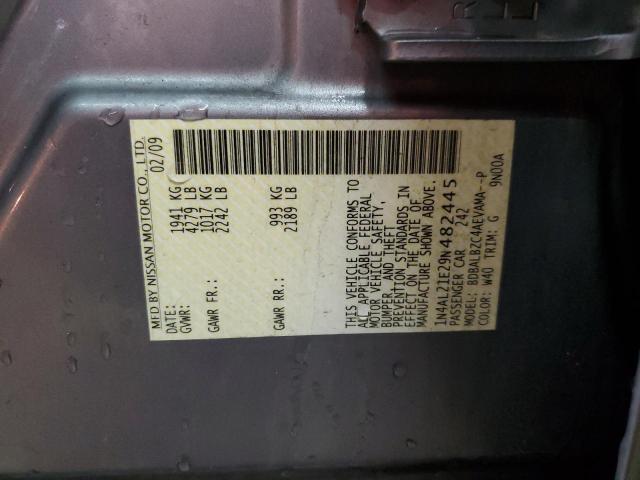 MFD BY NISSAN MOTOR CO., LTD.
DATE: 02/09
GVWR: 1941 KG
4279 LB
GAWR FR: 1017 KG
2242 LB
GAWR RR: 993 KG
2189 LB
THIS VEHICLE CONFORMS TO
ALL APPLICABLE FEDERAL
MOTOR VEHICLE SAFETY,
BUMPER, AND THEFT
PREVENTION STANDARDS IN
EFFECT ON THE DATE OF
MANUFACTURE SHOWN ABOVE.
1N4AL21E29N482445
PASSENGER CAR 242
MODEL: BDBALBZC4AEVAMA--P
COLOR: W40 TRIM: G 9N00A